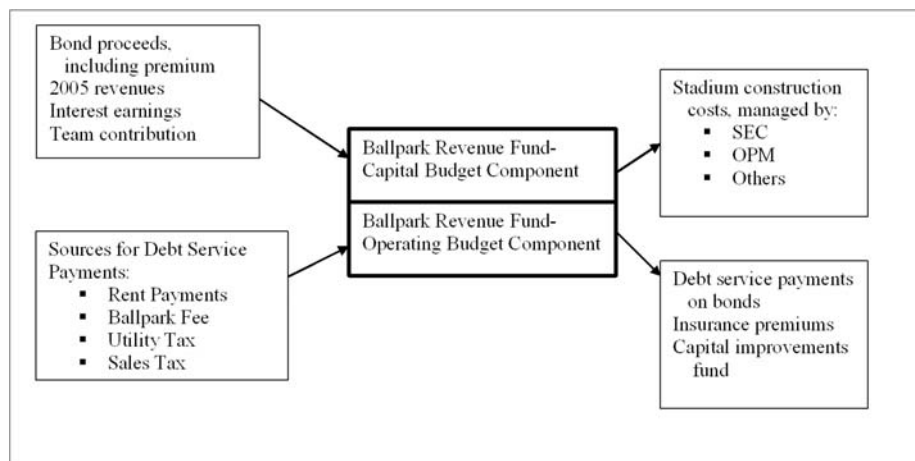 Bond proceeds,
including premium
2005 revenues
Interest earnings
Team contribution
Ballpark Revenue Fund-
Capital Budget Component
Ballpark Revenue Fund-
Operating Budget Component
Sources for Debt Service
Payments:
▪ Rent Payments
▪ Ballpark Fee
▪ Utility Tax
▪ Sales Tax
Stadium construction
costs, managed by:
▪ SEC
▪ OPM
▪ Others
Debt service payments
on bonds
Insurance premiums
Capital improvements
fund